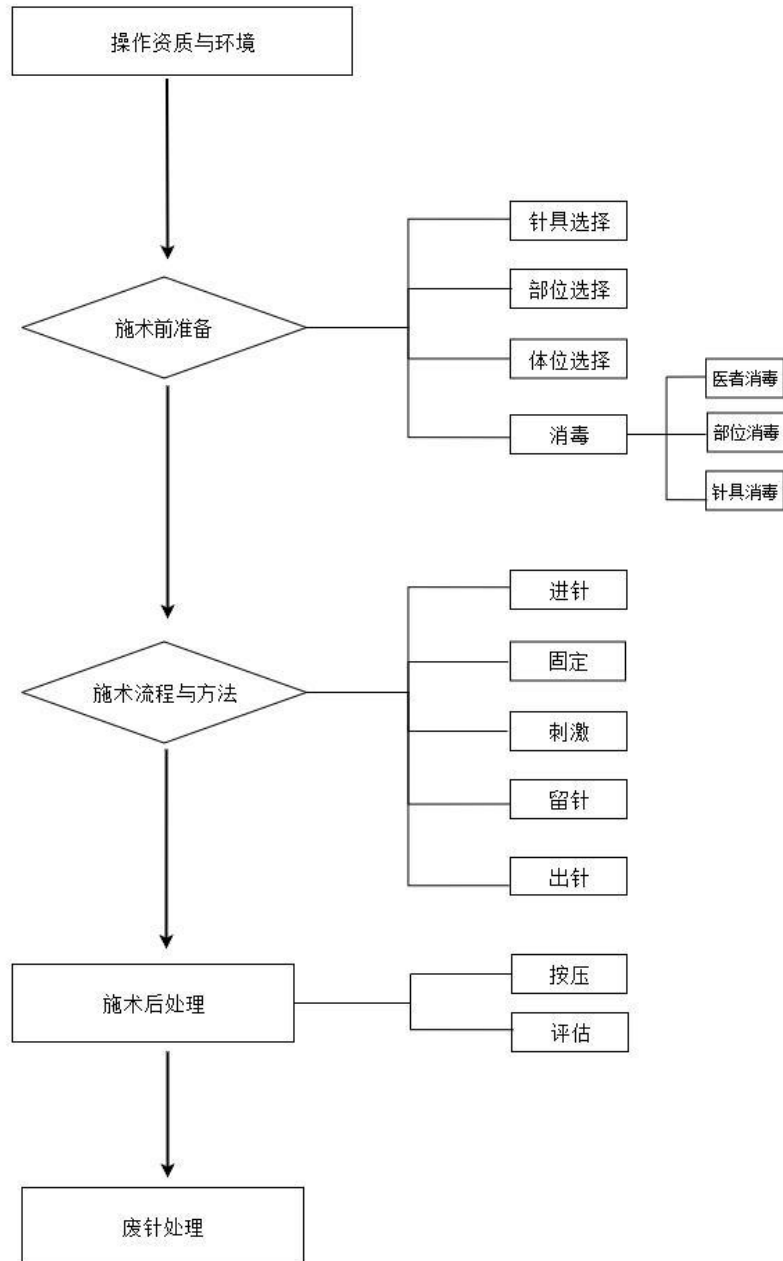 操作资质与环境
针具选择
部位选择
施术前准备
体位选择
医者消毒
消毒
部位消毒
针具消毒
进针
固定
施术流程与方法
刺激
留针
出针
按压
施术后处理
评估
废针处理